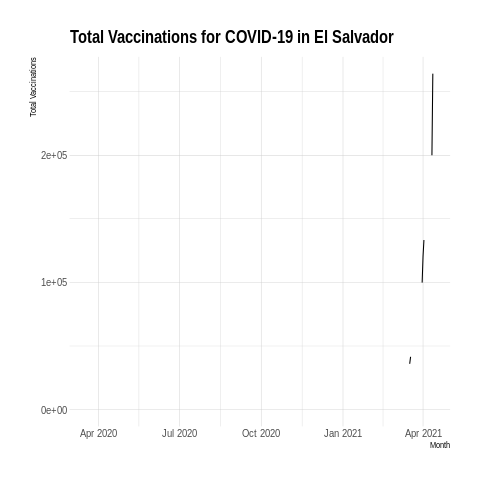 Total Vaccinations for COVID-19 in El Salvador
Total Vaccinations
2e+05
1e+05
0e+00
Apr 2020 Jul 2020 Oct 2020 Jan 2021 Apr 2021
Month